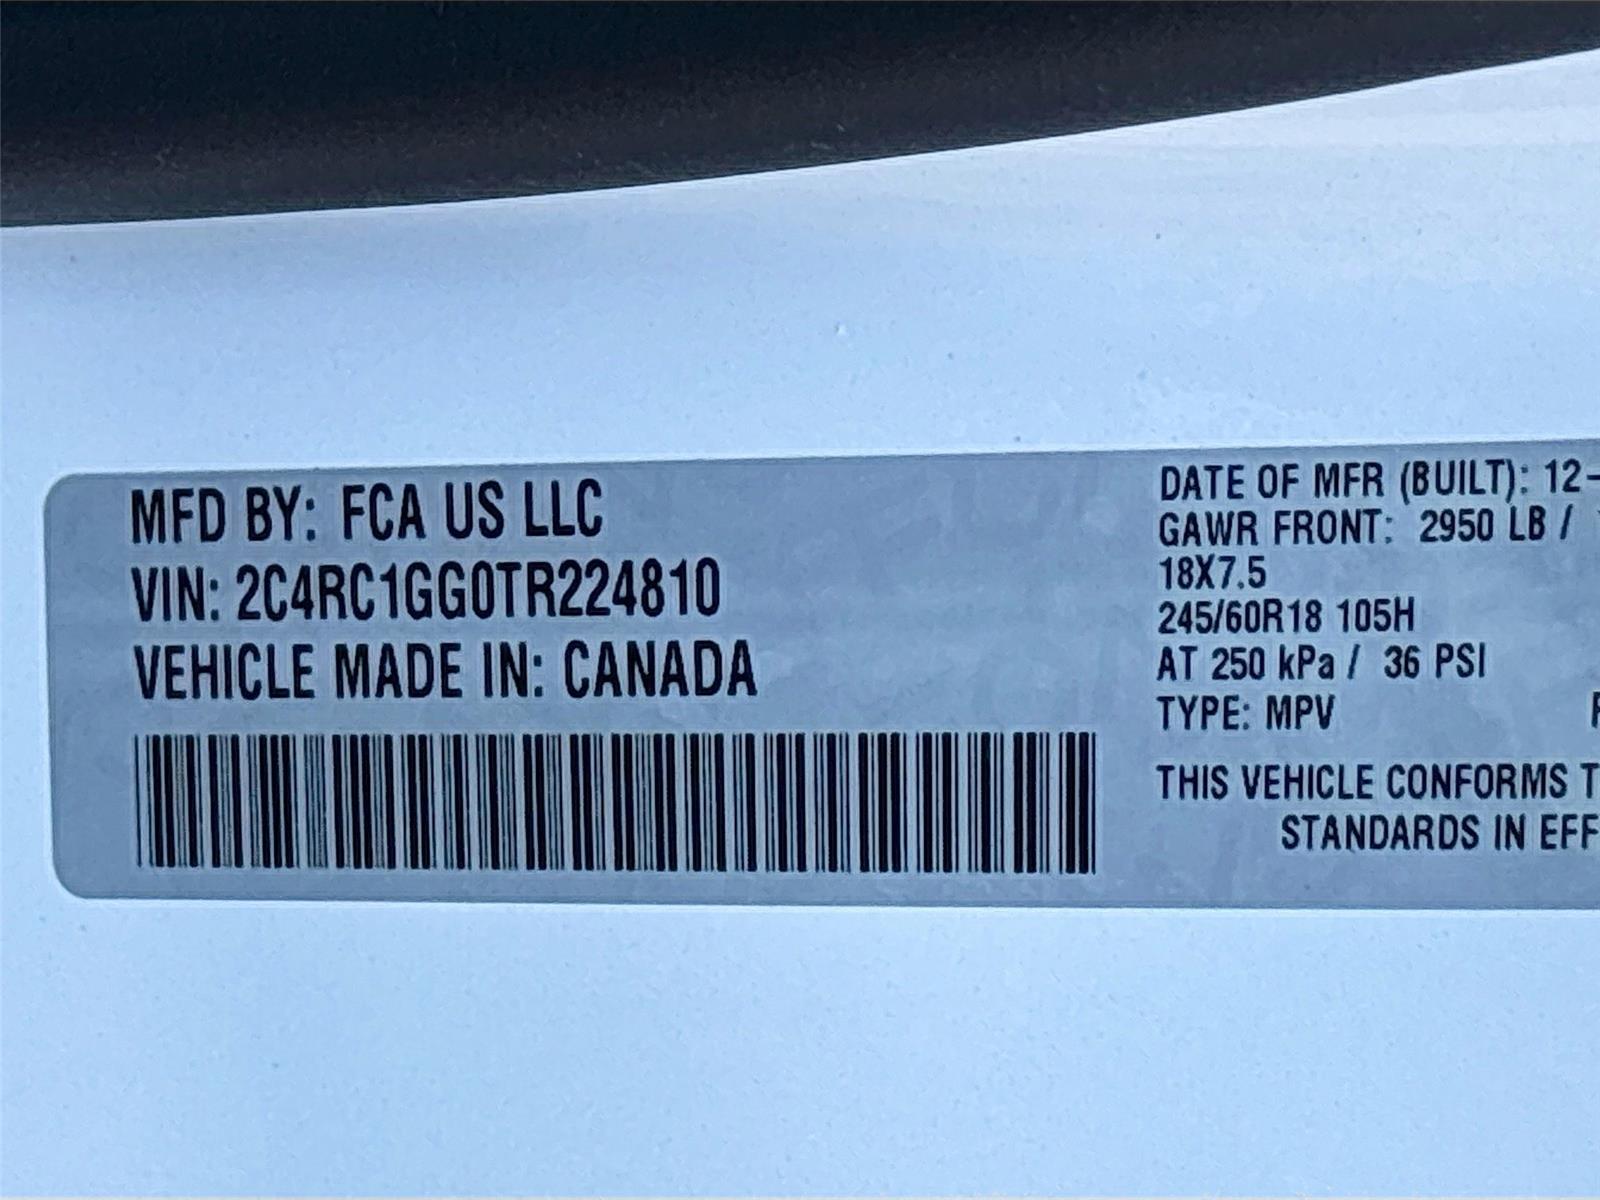 MFD BY: FCA US LLC
VIN: 2C4RC1GG0TR224810
VEHICLE MADE IN: CANADA
DATE OF MFR (BUILT): 12-
GAWR FRONT: 2950 LB /
18X7.5
245/60R18 105H
AT 250 kPa / 36 PSI
TYPE: MPV
THIS VEHICLE CONFORMS T
STANDARDS IN EFF